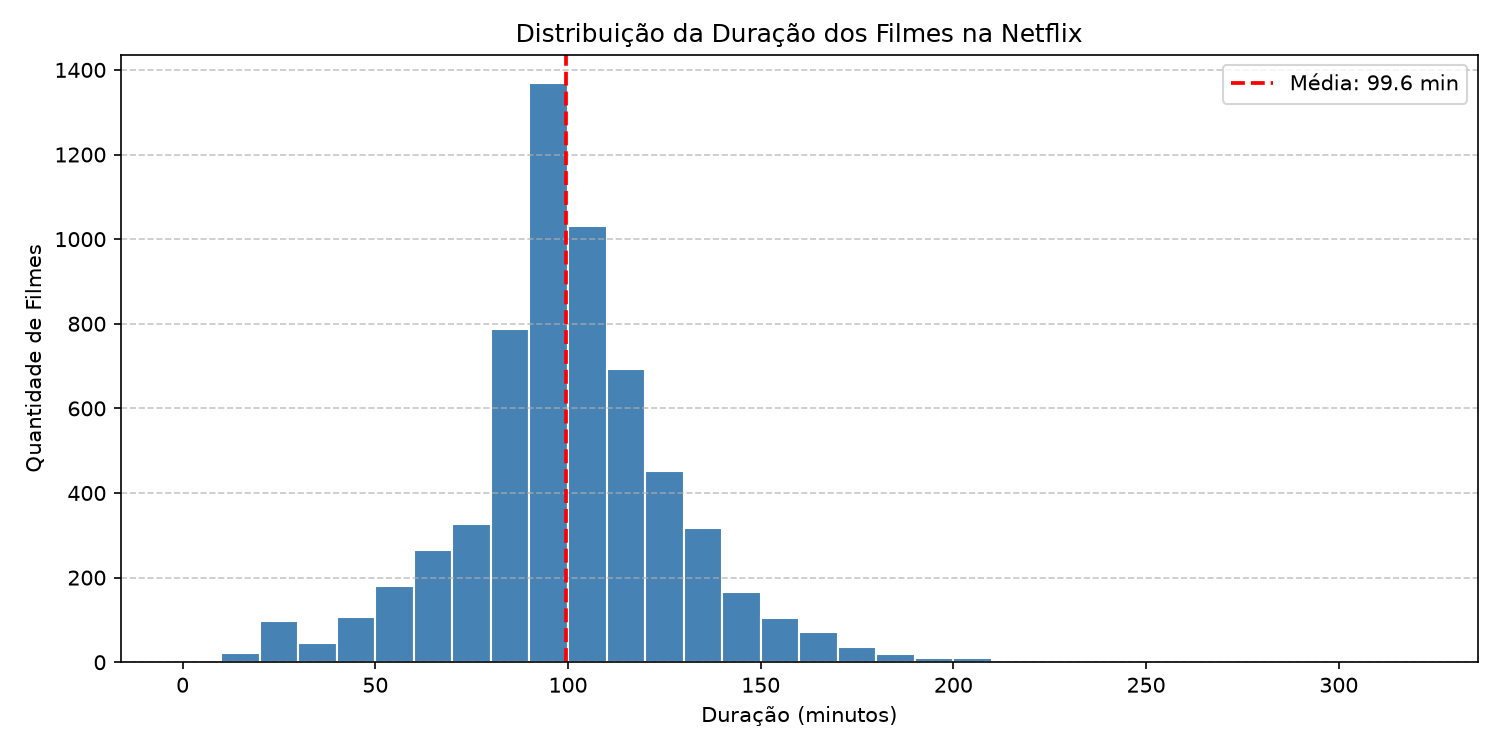 Distribuição da Duração dos Filmes na Netflix
Média: 99.6 min
Quantidade de Filmes
1400
1200
1000
800
600
400
200
0
0 50 100 150 200 250 300
Duração (minutos)